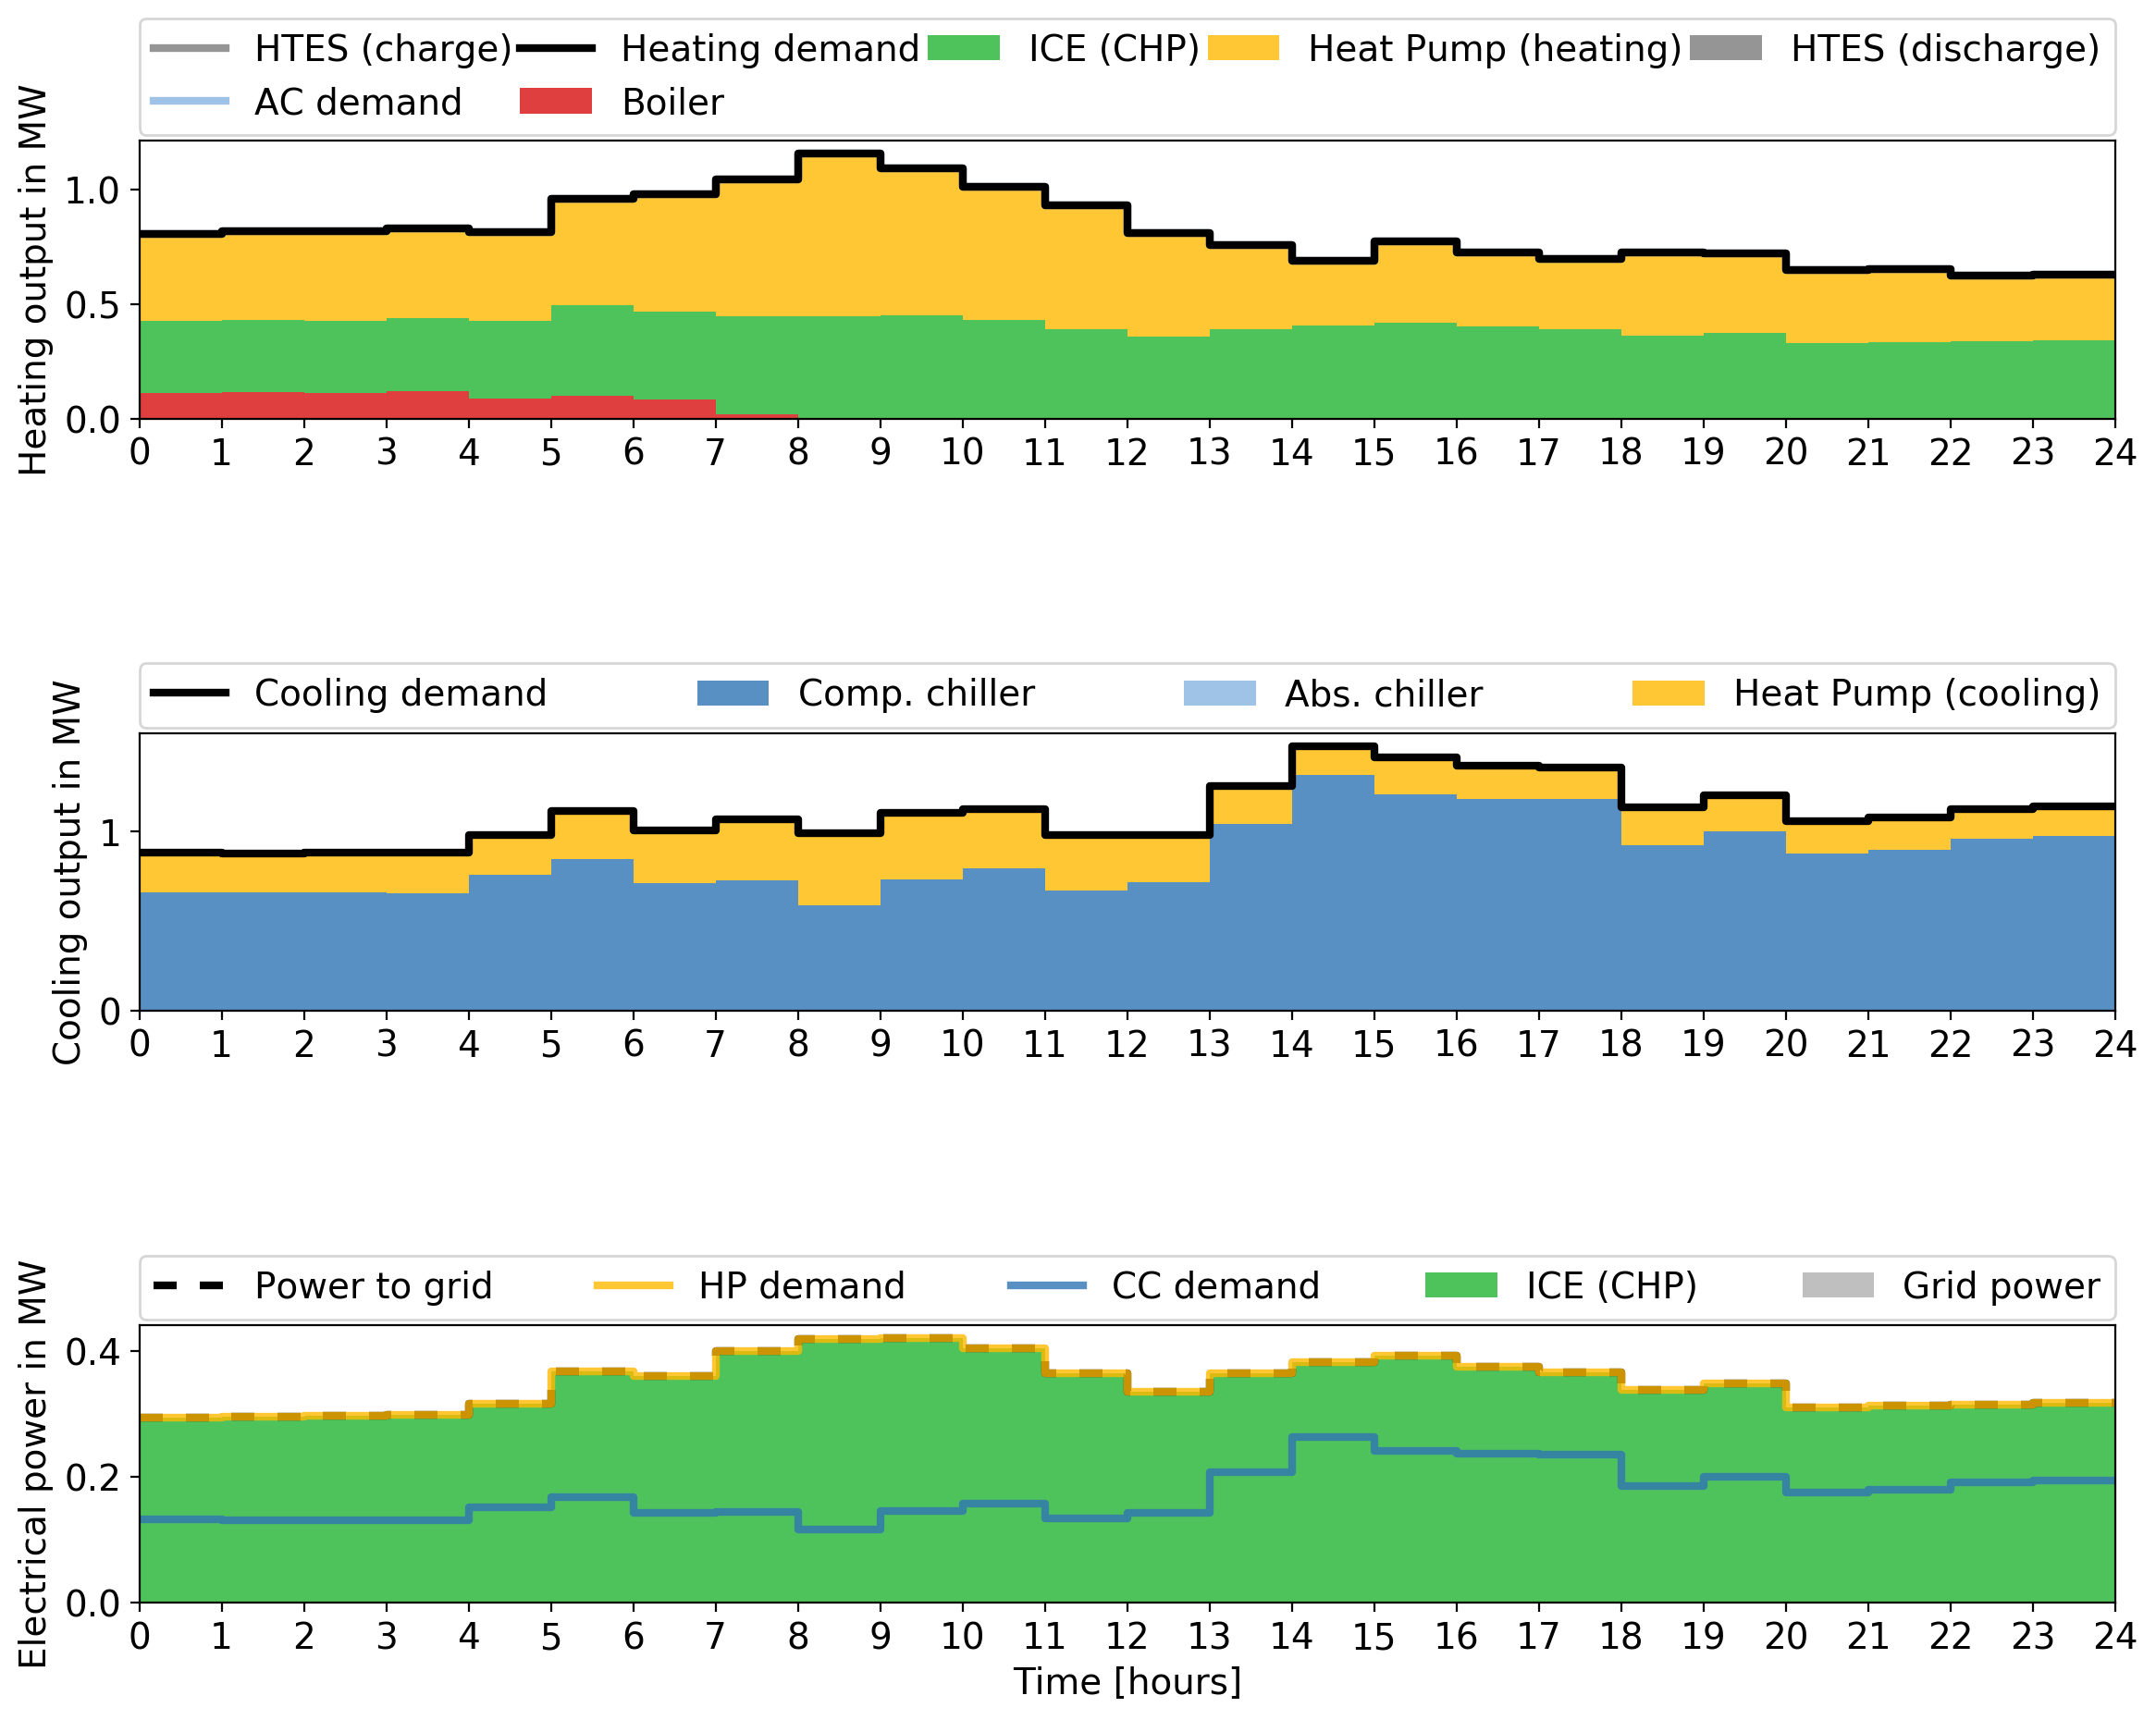 HTES (charge) Heating demand ICE (CHP) Heat Pump (heating) HTES (discharge)
AC demand Boiler
Heating output in MW
1.0
0.5
0.0
0 1 2 3 4 5 6 7 8 9 10 11 12 13 14 15 16 17 18 19 20 21 22 23 24
Cooling demand Comp. chiller Abs. chiller Heat Pump (cooling)
Cooling output in MW
1
0
0 1 2 3 4 5 6 7 8 9 10 11 12 13 14 15 16 17 18 19 20 21 22 23 24
Power to grid HP demand CC demand ICE (CHP) Grid power
Electrical power in MW
0.4
0.2
0.0
0 1 2 3 4 5 6 7 8 9 10 11 12 13 14 15 16 17 18 19 20 21 22 23 24
Time [hours]